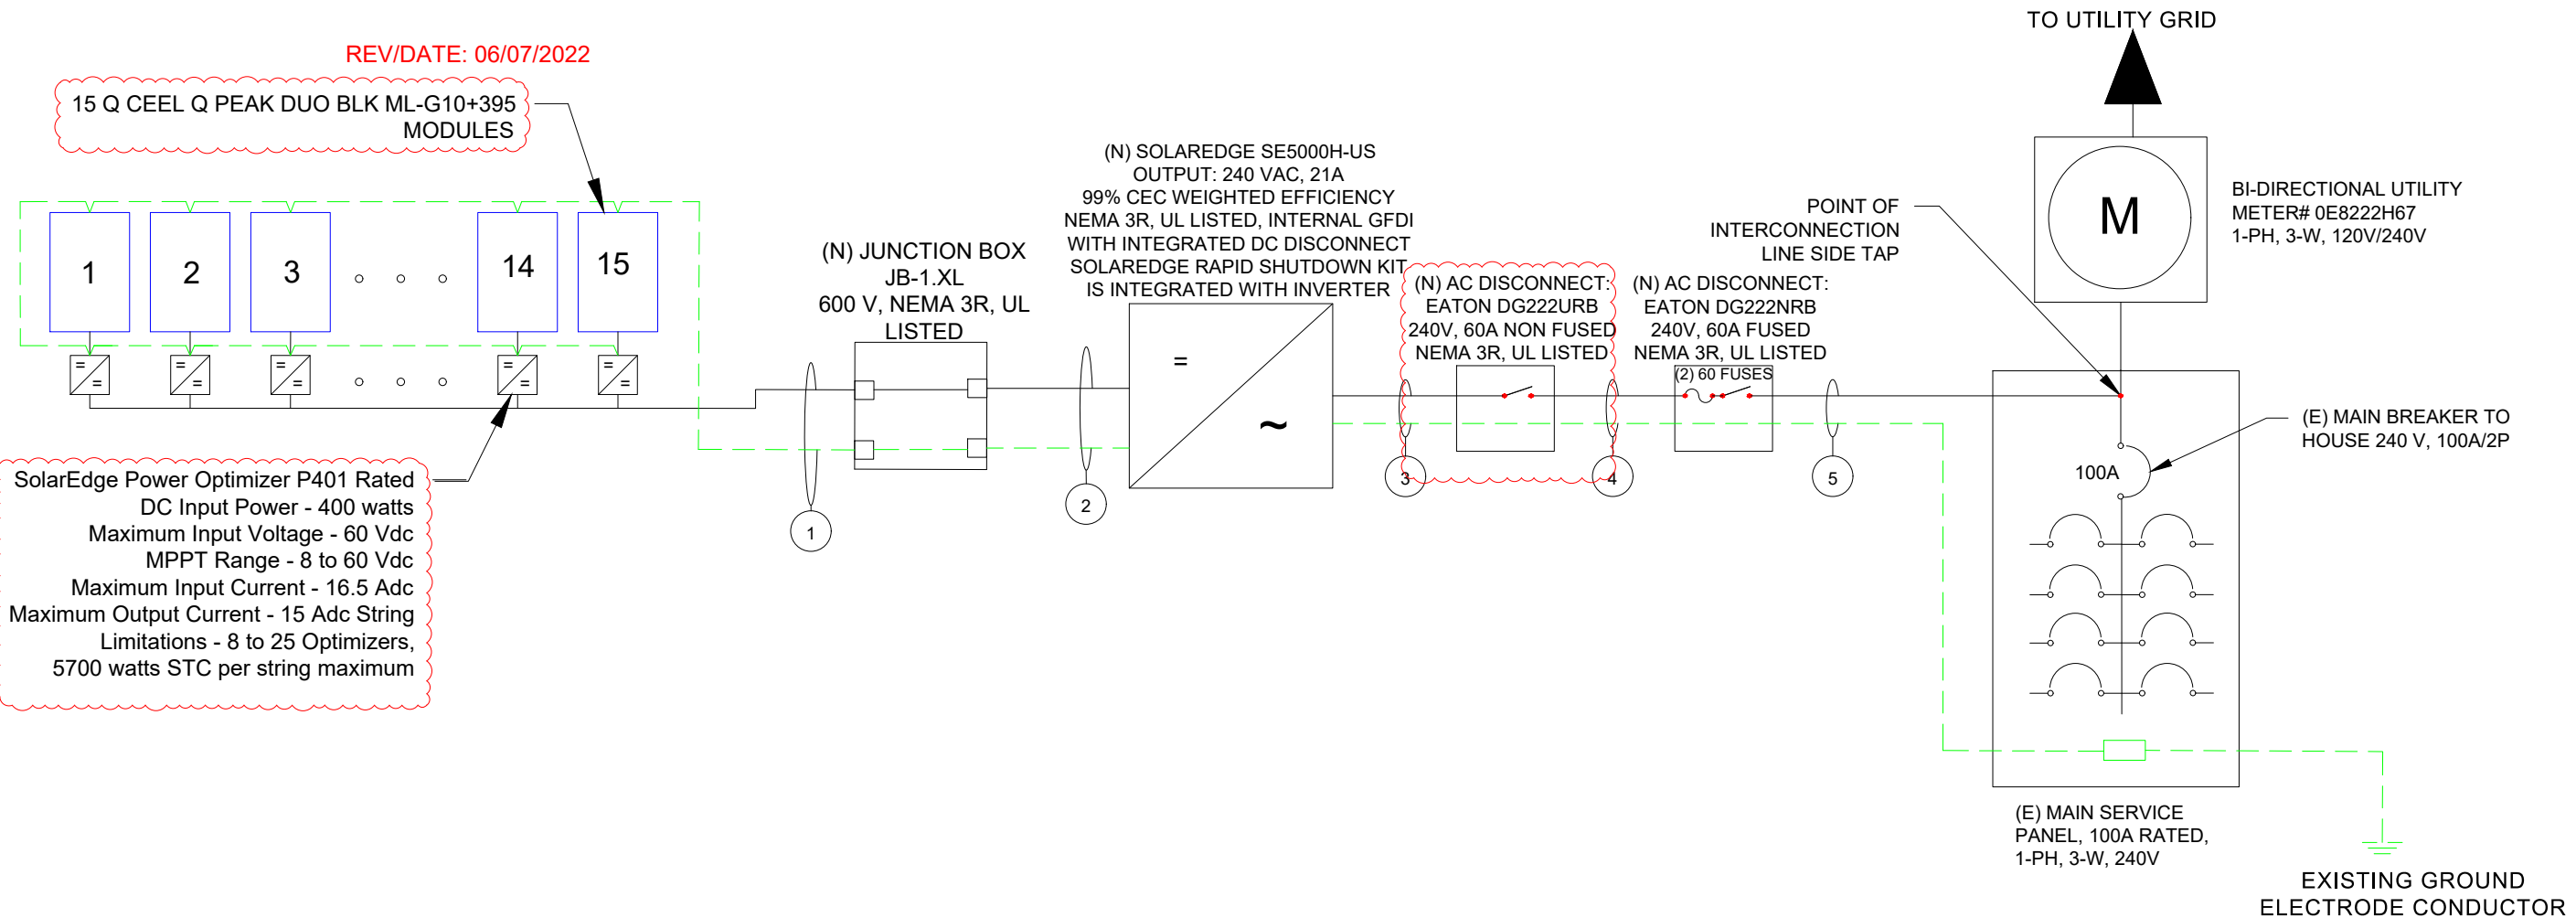 TO UTILITY GRID
REV/DATE: 06/07/2022
15 Q CEEL Q PEAK DUO BLK ML-G10+395
MODULES
1
2
3
14
15
SolarEdge Power Optimizer P401 Rated
DC Input Power - 400 watts
Maximum Input Voltage - 60 Vdc
MPPT Range - 8 to 60 Vdc
Maximum Input Current - 16.5 Adc
Maximum Output Current - 15 Adc String
Limitations - 8 to 25 Optimizers,
5700 watts STC per string maximum
(N) JUNCTION BOX
JB-1.XL
600 V, NEMA 3R, UL
LISTED
(N) SOLAREDGE SE5000H-US
OUTPUT: 240 VAC, 21A
99% CEC WEIGHTED EFFICIENCY
NEMA 3R, UL LISTED, INTERNAL GFDI
WITH INTEGRATED DC DISCONNECT
SOLAREDGE RAPID SHUTDOWN KIT
IS INTEGRATED WITH INVERTER
(N) AC DISCONNECT:
EATON DG222URB
240V, 60A NON FUSED
NEMA 3R, UL LISTED
(N) AC DISCONNECT:
EATON DG222NRB
240V, 60A FUSED
NEMA 3R, UL LISTED
(2) 60 FUSES
1
2
3
4
5
POINT OF
INTERCONNECTION
LINE SIDE TAP
M
BI-DIRECTIONAL UTILITY
METER# 0E8222H67
1-PH, 3-W, 120V/240V
(E) MAIN BREAKER TO
HOUSE 240 V, 100A/2P
100A
(E) MAIN SERVICE
PANEL, 100A RATED,
1-PH, 3-W, 240V
EXISTING GROUND
ELECTRODE CONDUCTOR